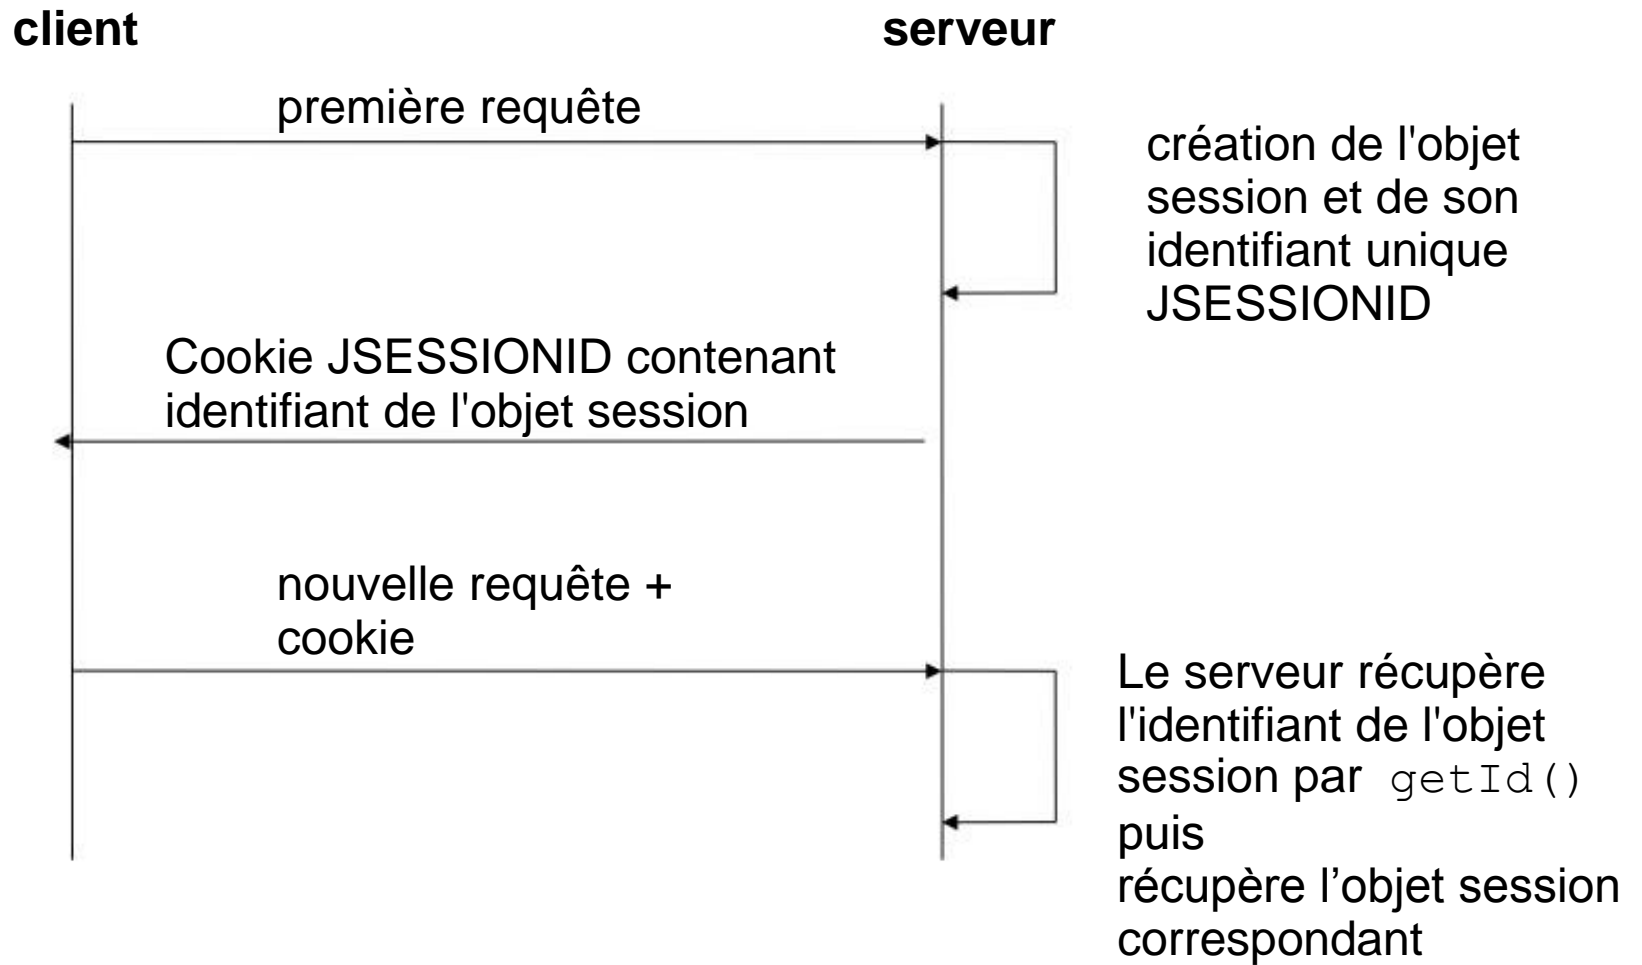 client
serveur
première requête
création de l'objet
session et de son
identifiant unique
JSESSIONID
Cookie JSESSIONID contenant
identifiant de l'objet session
nouvelle requête +
cookie
Le serveur récupère
l'identifiant de l'objet
session par getId()
puis
récupère l’objet session
correspondant